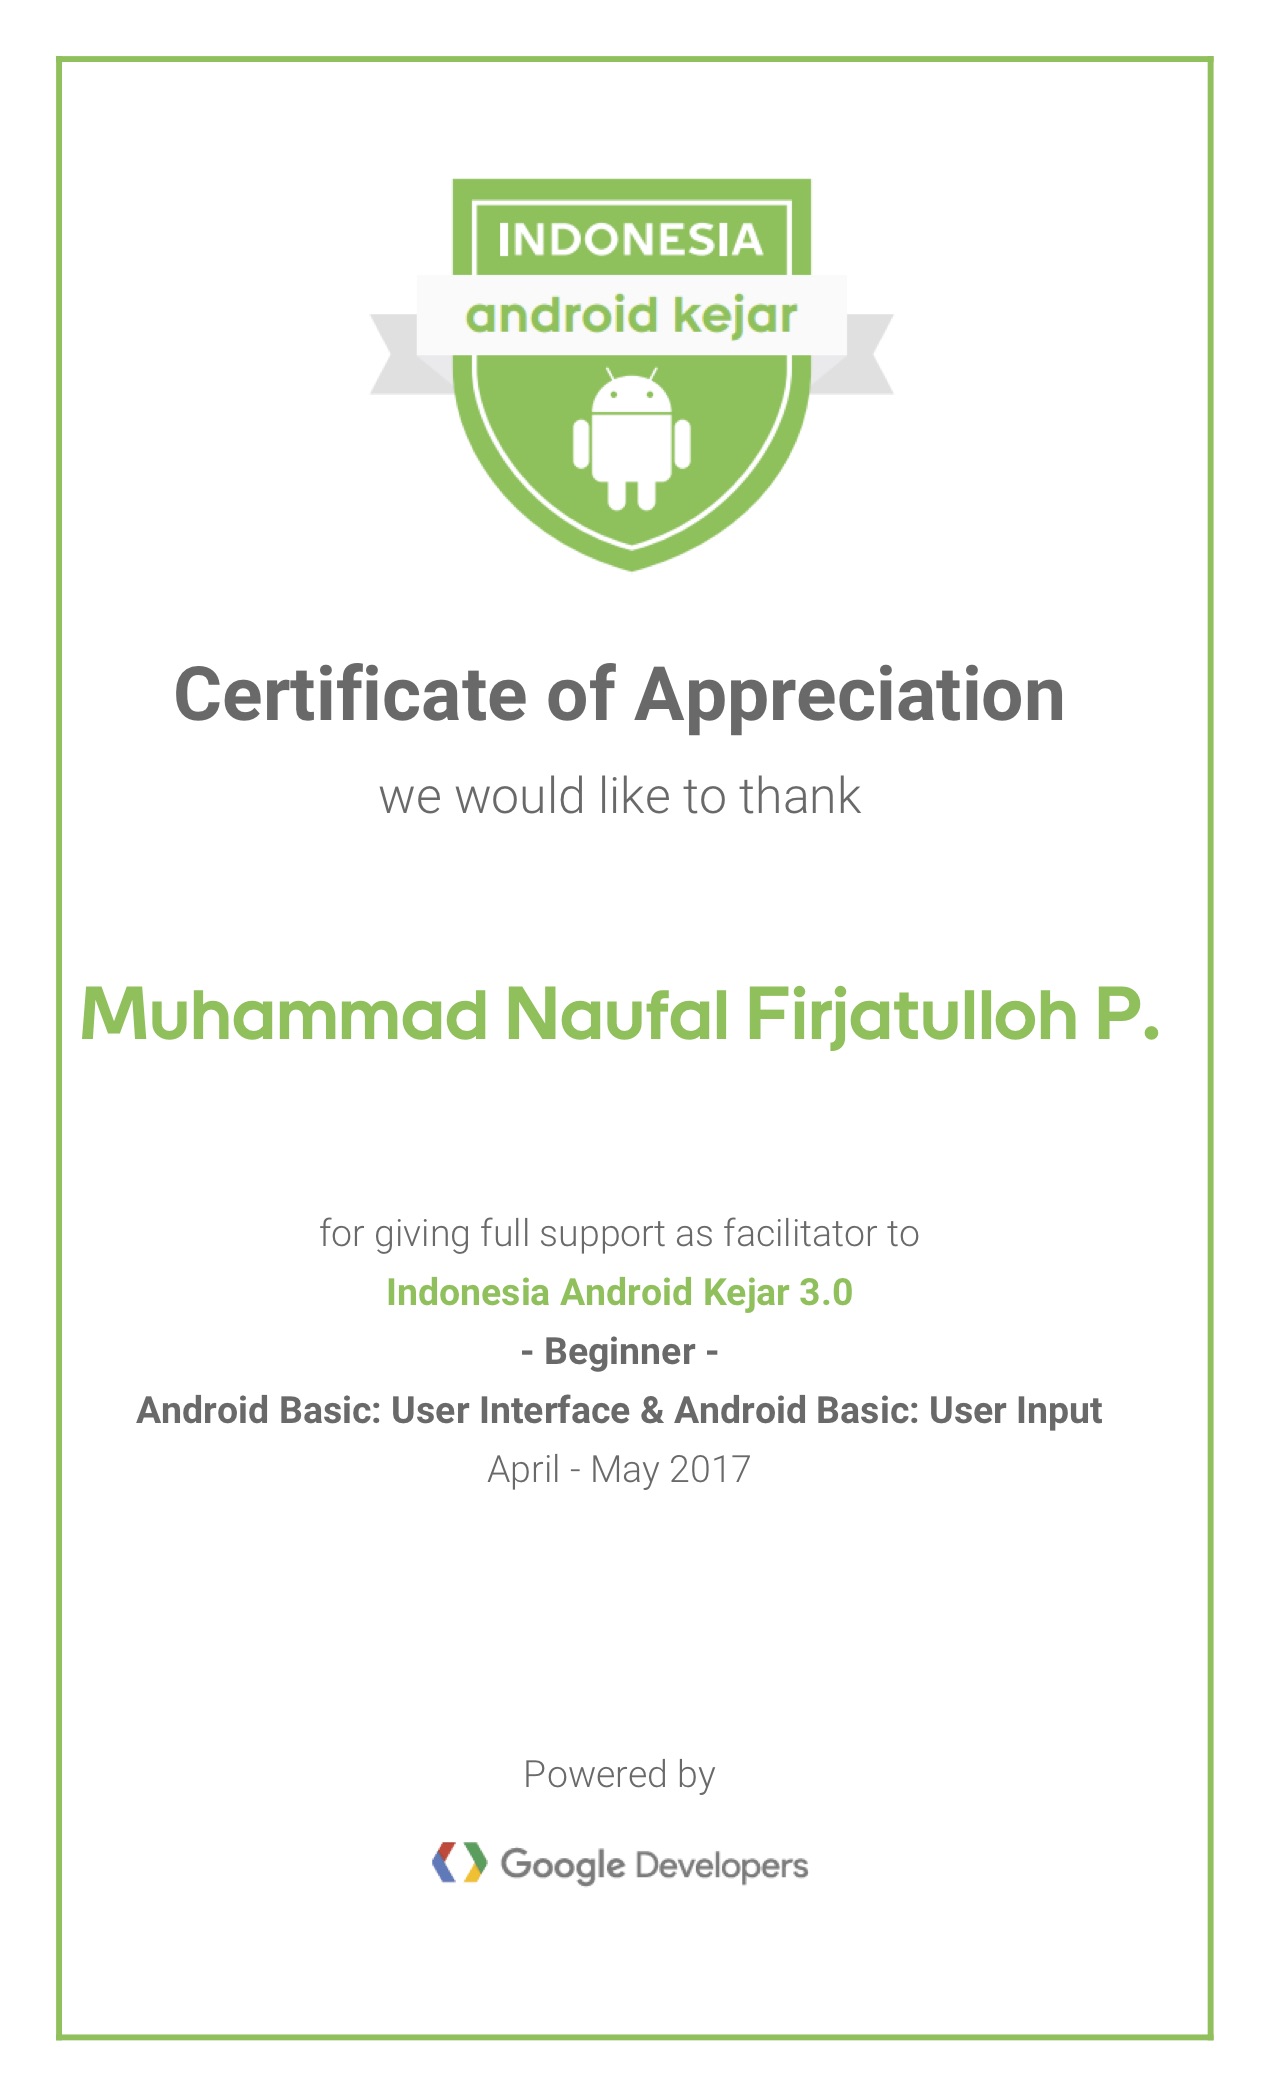 INDONESIA
android kejar
Certificate of Appreciation
we would like to thank
Muhammad Naufal Firjatulloh P.
for giving full support as facilitator to
Indonesia Android Kejar 3.0
- Beginner -
Android Basic: User Interface & Android Basic: User Input
April - May 2017
Powered by
Google Developers